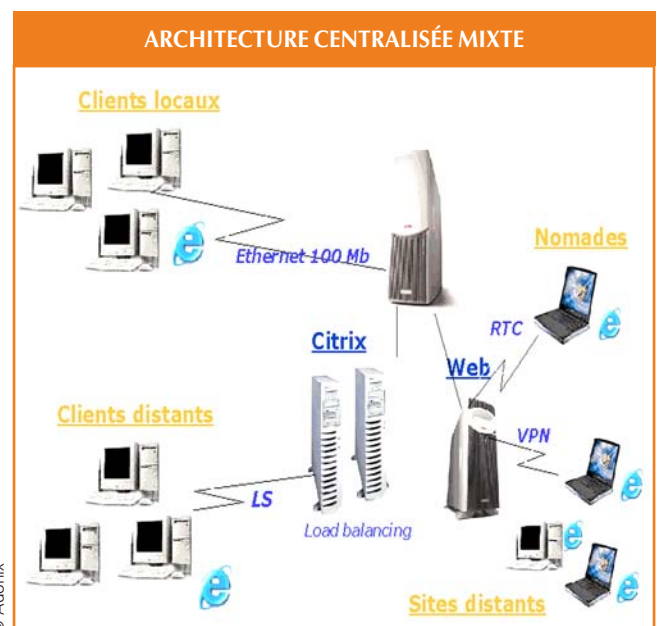 ARCHITECTURE CENTRALISÉE MIXTE
Clients locaux
Ethernet 100 Mb
Nomades
RTC
Citrix
Web
Clients distants
VPN
LS
Load balancing
Sites distants
© Adonix